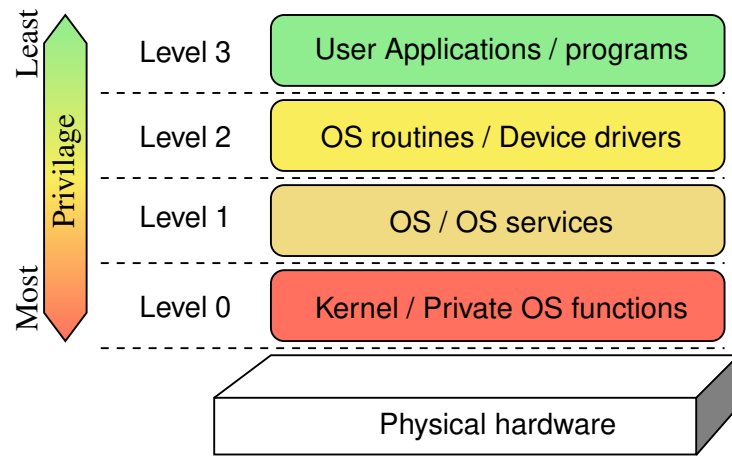 Least
Privilage
Most
Level 3
User Applications / programs
Level 2
OS routines / Device drivers
Level 1
OS / OS services
Level 0
Kernel / Private OS functions
Physical hardware